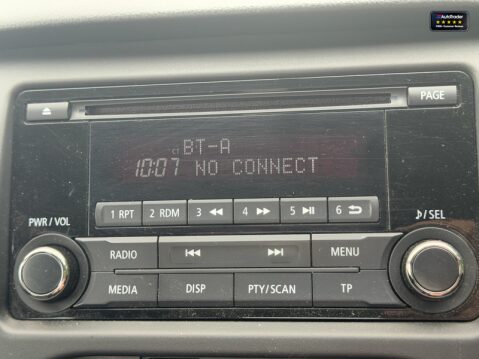 AutoTrader
PAGE
CT BT-A
10:07 NO CONNECT
1 RPT 2 RDM 3 4 5 6
PWR/VOL
♪/SEL
RADIO MENU
MEDIA DISP PTY/SCAN TP